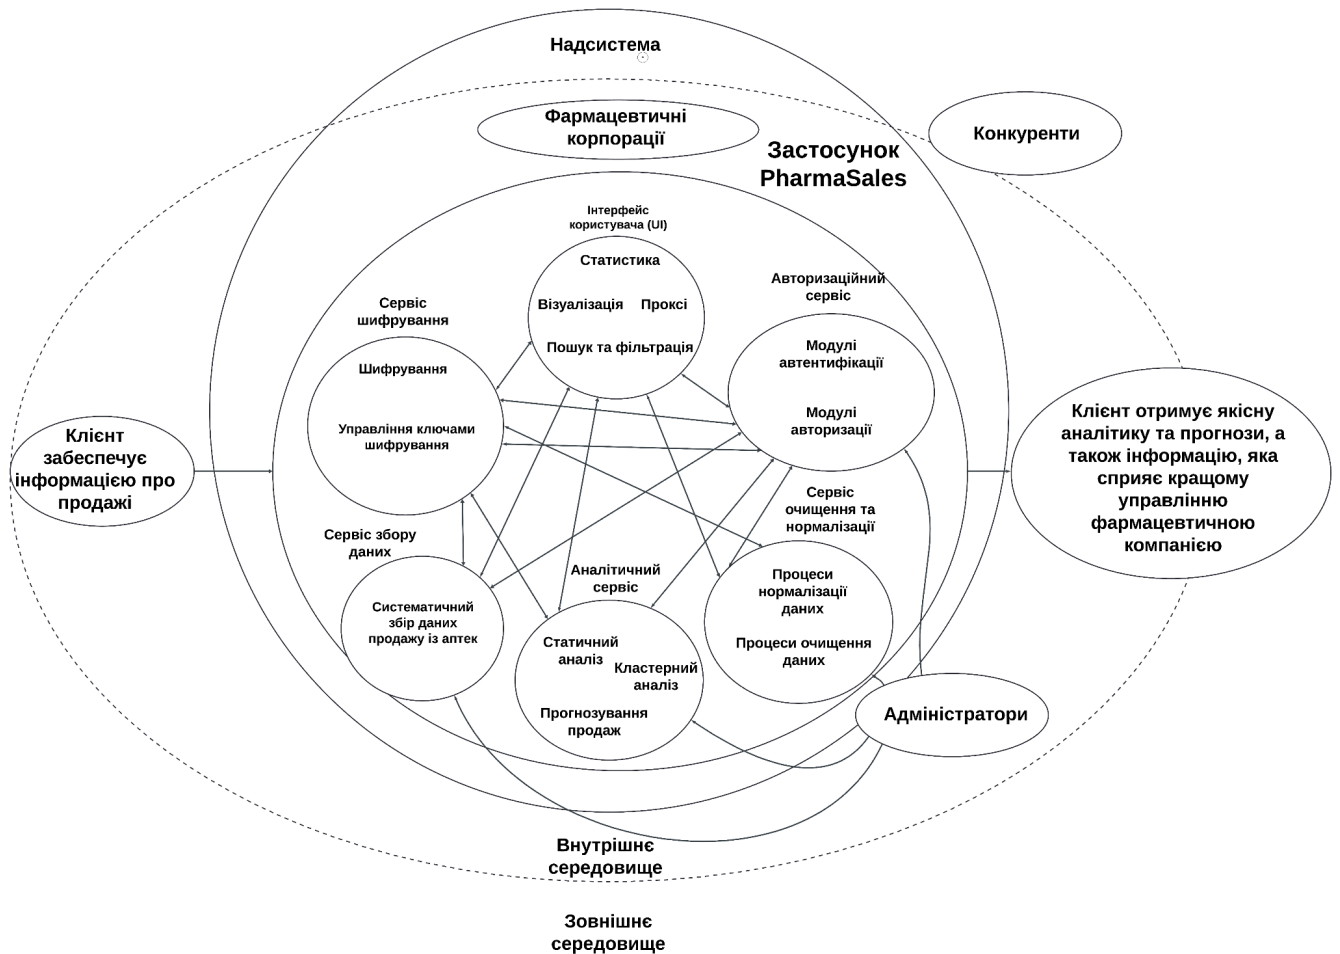 Надсистема
Фармацевтичні
корпорації
Конкуренти
Застосунок
PharmaSales
Інтерфейс
користувача (UI)
Статистика
Візуалізація
Проксі
Пошук та фільтрація
Авторизаційний
сервіс
Модулі
автентифікації
Модулі
авторизації
Сервіс
шифрування
Шифрування
Управління ключами
шифрування
Клієнт
забеспечує
інформацією про
продажі
Клієнт отримує якісну
аналітику та прогнози, а
також інформацію, яка
сприяє кращому
управлінню
фармацевтичною
компанією
Сервіс збору
даних
Систематичний
збір даних
продажу із аптек
Аналітичний
сервіс
Статичний
аналіз
Кластерний
аналіз
Прогнозування
продаж
Сервіс
очищення та
нормалізації
Процеси
нормалізації
даних
Процеси очищення
даних
Адміністратори
Внутрішнє
середовище
Зовнішнє
середовище